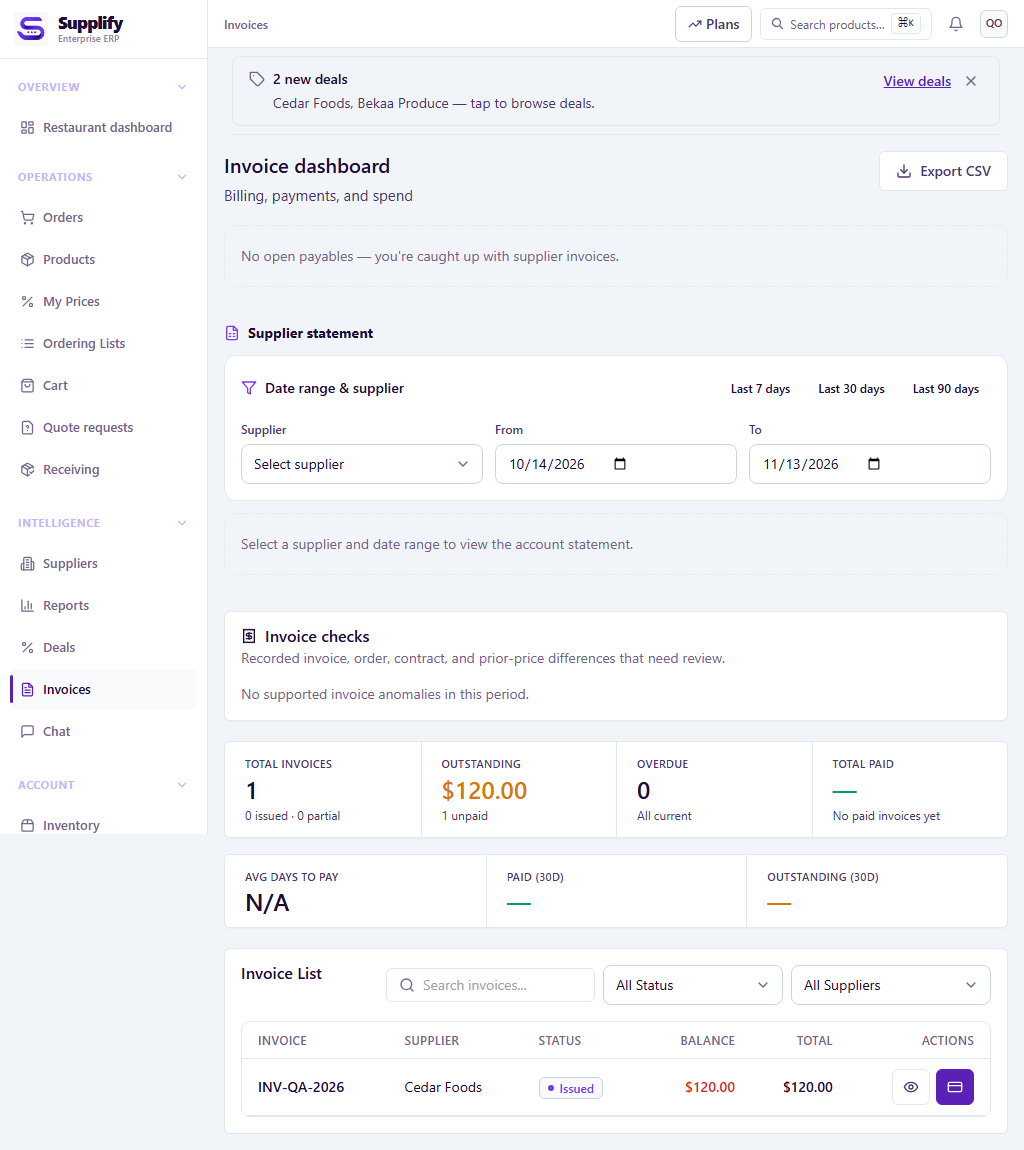 Supplify
Enterprise ERP
OVERVIEW
Restaurant dashboard
OPERATIONS
Orders
Products
My Prices
Ordering Lists
Cart
Quote requests
Receiving
INTELLIGENCE
Suppliers
Reports
Deals
Invoices
Chat
ACCOUNT
Inventory
Invoices
Plans
Search products...
⌘K
QO
2 new deals
View deals
Cedar Foods, Bekaa Produce — tap to browse deals.
Invoice dashboard
Export CSV
Billing, payments, and spend
No open payables — you're caught up with supplier invoices.
Supplier statement
Date range & supplier
Last 7 days Last 30 days Last 90 days
Supplier From To
Select supplier 10/14/2026 11/13/2026
Select a supplier and date range to view the account statement.
Invoice checks
Recorded invoice, order, contract, and prior-price differences that need review.
No supported invoice anomalies in this period.
TOTAL INVOICES OUTSTANDING OVERDUE TOTAL PAID
1 $120.00 0 —
0 issued · 0 partial 1 unpaid All current No paid invoices yet
AVG DAYS TO PAY PAID (30D) OUTSTANDING (30D)
N/A — —
Invoice List
Search invoices... All Status All Suppliers
INVOICE SUPPLIER STATUS BALANCE TOTAL ACTIONS
INV-QA-2026 Cedar Foods Issued $120.00 $120.00